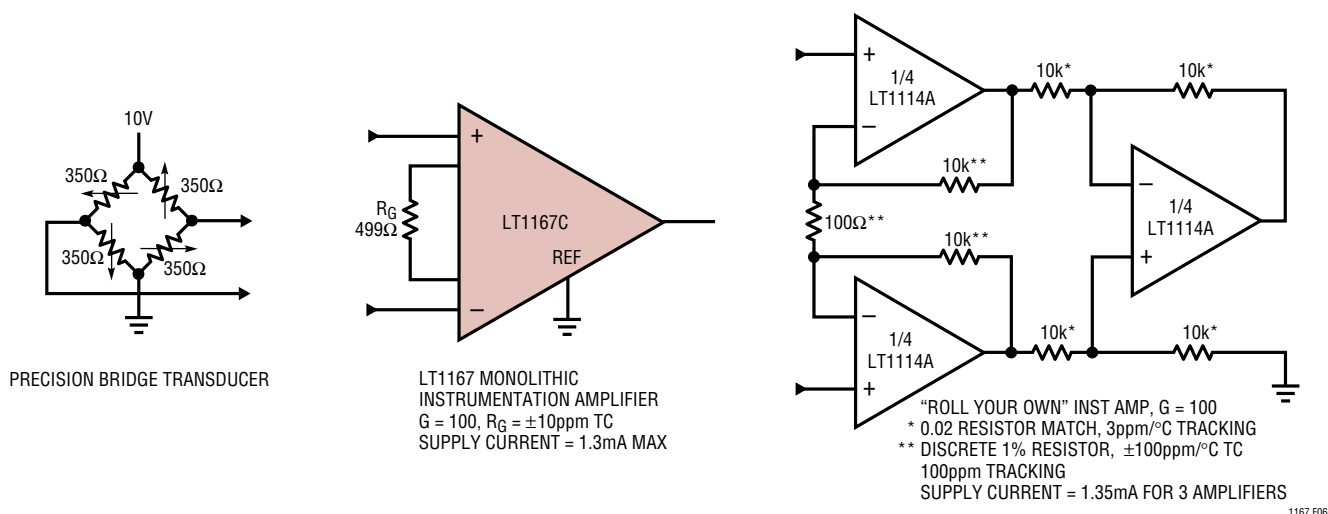 10V
350Ω
350Ω
350Ω
350Ω
PRECISION BRIDGE TRANSDUCER
+
RG
499Ω
LT1167C
REF
–
LT1167 MONOLITHIC
INSTRUMENTATION AMPLIFIER
G = 100, RG = ±10ppm TC
SUPPLY CURRENT = 1.3mA MAX
+
1/4
LT1114A
–
10k*
10k*
10k**
100Ω**
10k**
–
1/4
LT1114A
+
–
1/4
LT1114A
+
10k*
10k*
“ROLL YOUR OWN” INST AMP, G = 100
* 0.02 RESISTOR MATCH, 3ppm/°C TRACKING
** DISCRETE 1% RESISTOR, ±100ppm/°C TC
100ppm TRACKING
SUPPLY CURRENT = 1.35mA FOR 3 AMPLIFIERS
1167 F06